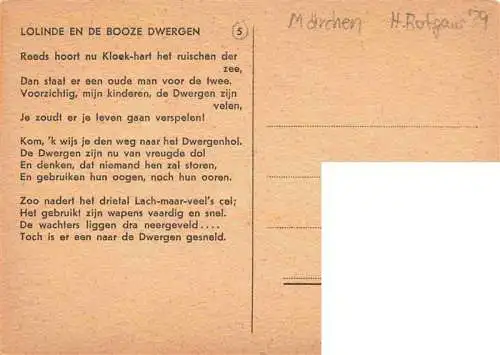 LOLINDE EN DE BOOZE DWERGEN 5
Märchen
79
Reeds hoort nu Kloek-hart het ruischen der
zee,
Dan staat er een oude man voor de twee.
Voorzichtig, mijn kinderen, de Dwergen zijn
velen,
Je zoudt er je leven gaan verspelen!
Kom, 'k wijs je den weg naar het Dwergenhol.
De Dwergen zijn nu van vreugde dol
En denken, dat niemand hen zal storen,
En gebruiken hun oogen, noch hun ooren.
Zoo nadert het drietal Lach-maar-veel's cel;
Het gebruikt zijn wapens vaardig en snel.
De wachters liggen dra neergeveld....
Toch is er een naar de Dwergen gesneld.